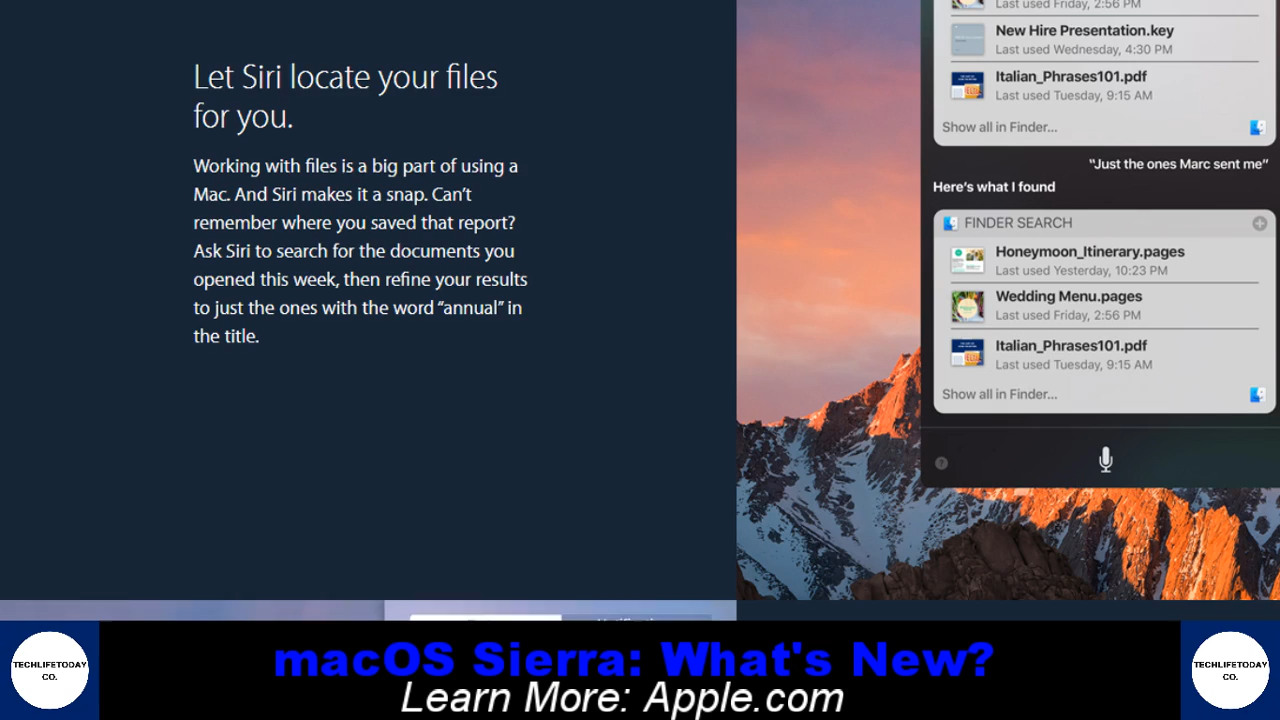 Let Siri locate your files
for you.
Working with files is a big part of using a
Mac. And Siri makes it a snap. Can't
remember where you saved that report?
Ask Siri to search for the documents you
opened this week, then refine your results
to just the ones with the word “annual” in
the title.
Last used Friday, 2:56 PM
New Hire Presentation.key
Last used Wednesday, 4:30 PM
Italian_Phrases101.pdf
Last used Tuesday, 9:15 AM
Show all in Finder...
“Just the ones Marc sent me”
Here's what I found
FINDER SEARCH
Honeymoon_Itinerary.pages
Last used Yesterday, 10:23 PM
Wedding Menu.pages
Last used Friday, 2:56 PM
Italian_Phrases101.pdf
Last used Tuesday, 9:15 AM
Show all in Finder...
TECHLIFETODAY
CO.
macOS Sierra: What's New?
Learn More: Apple.com
TECHLIFETODAY
CO.